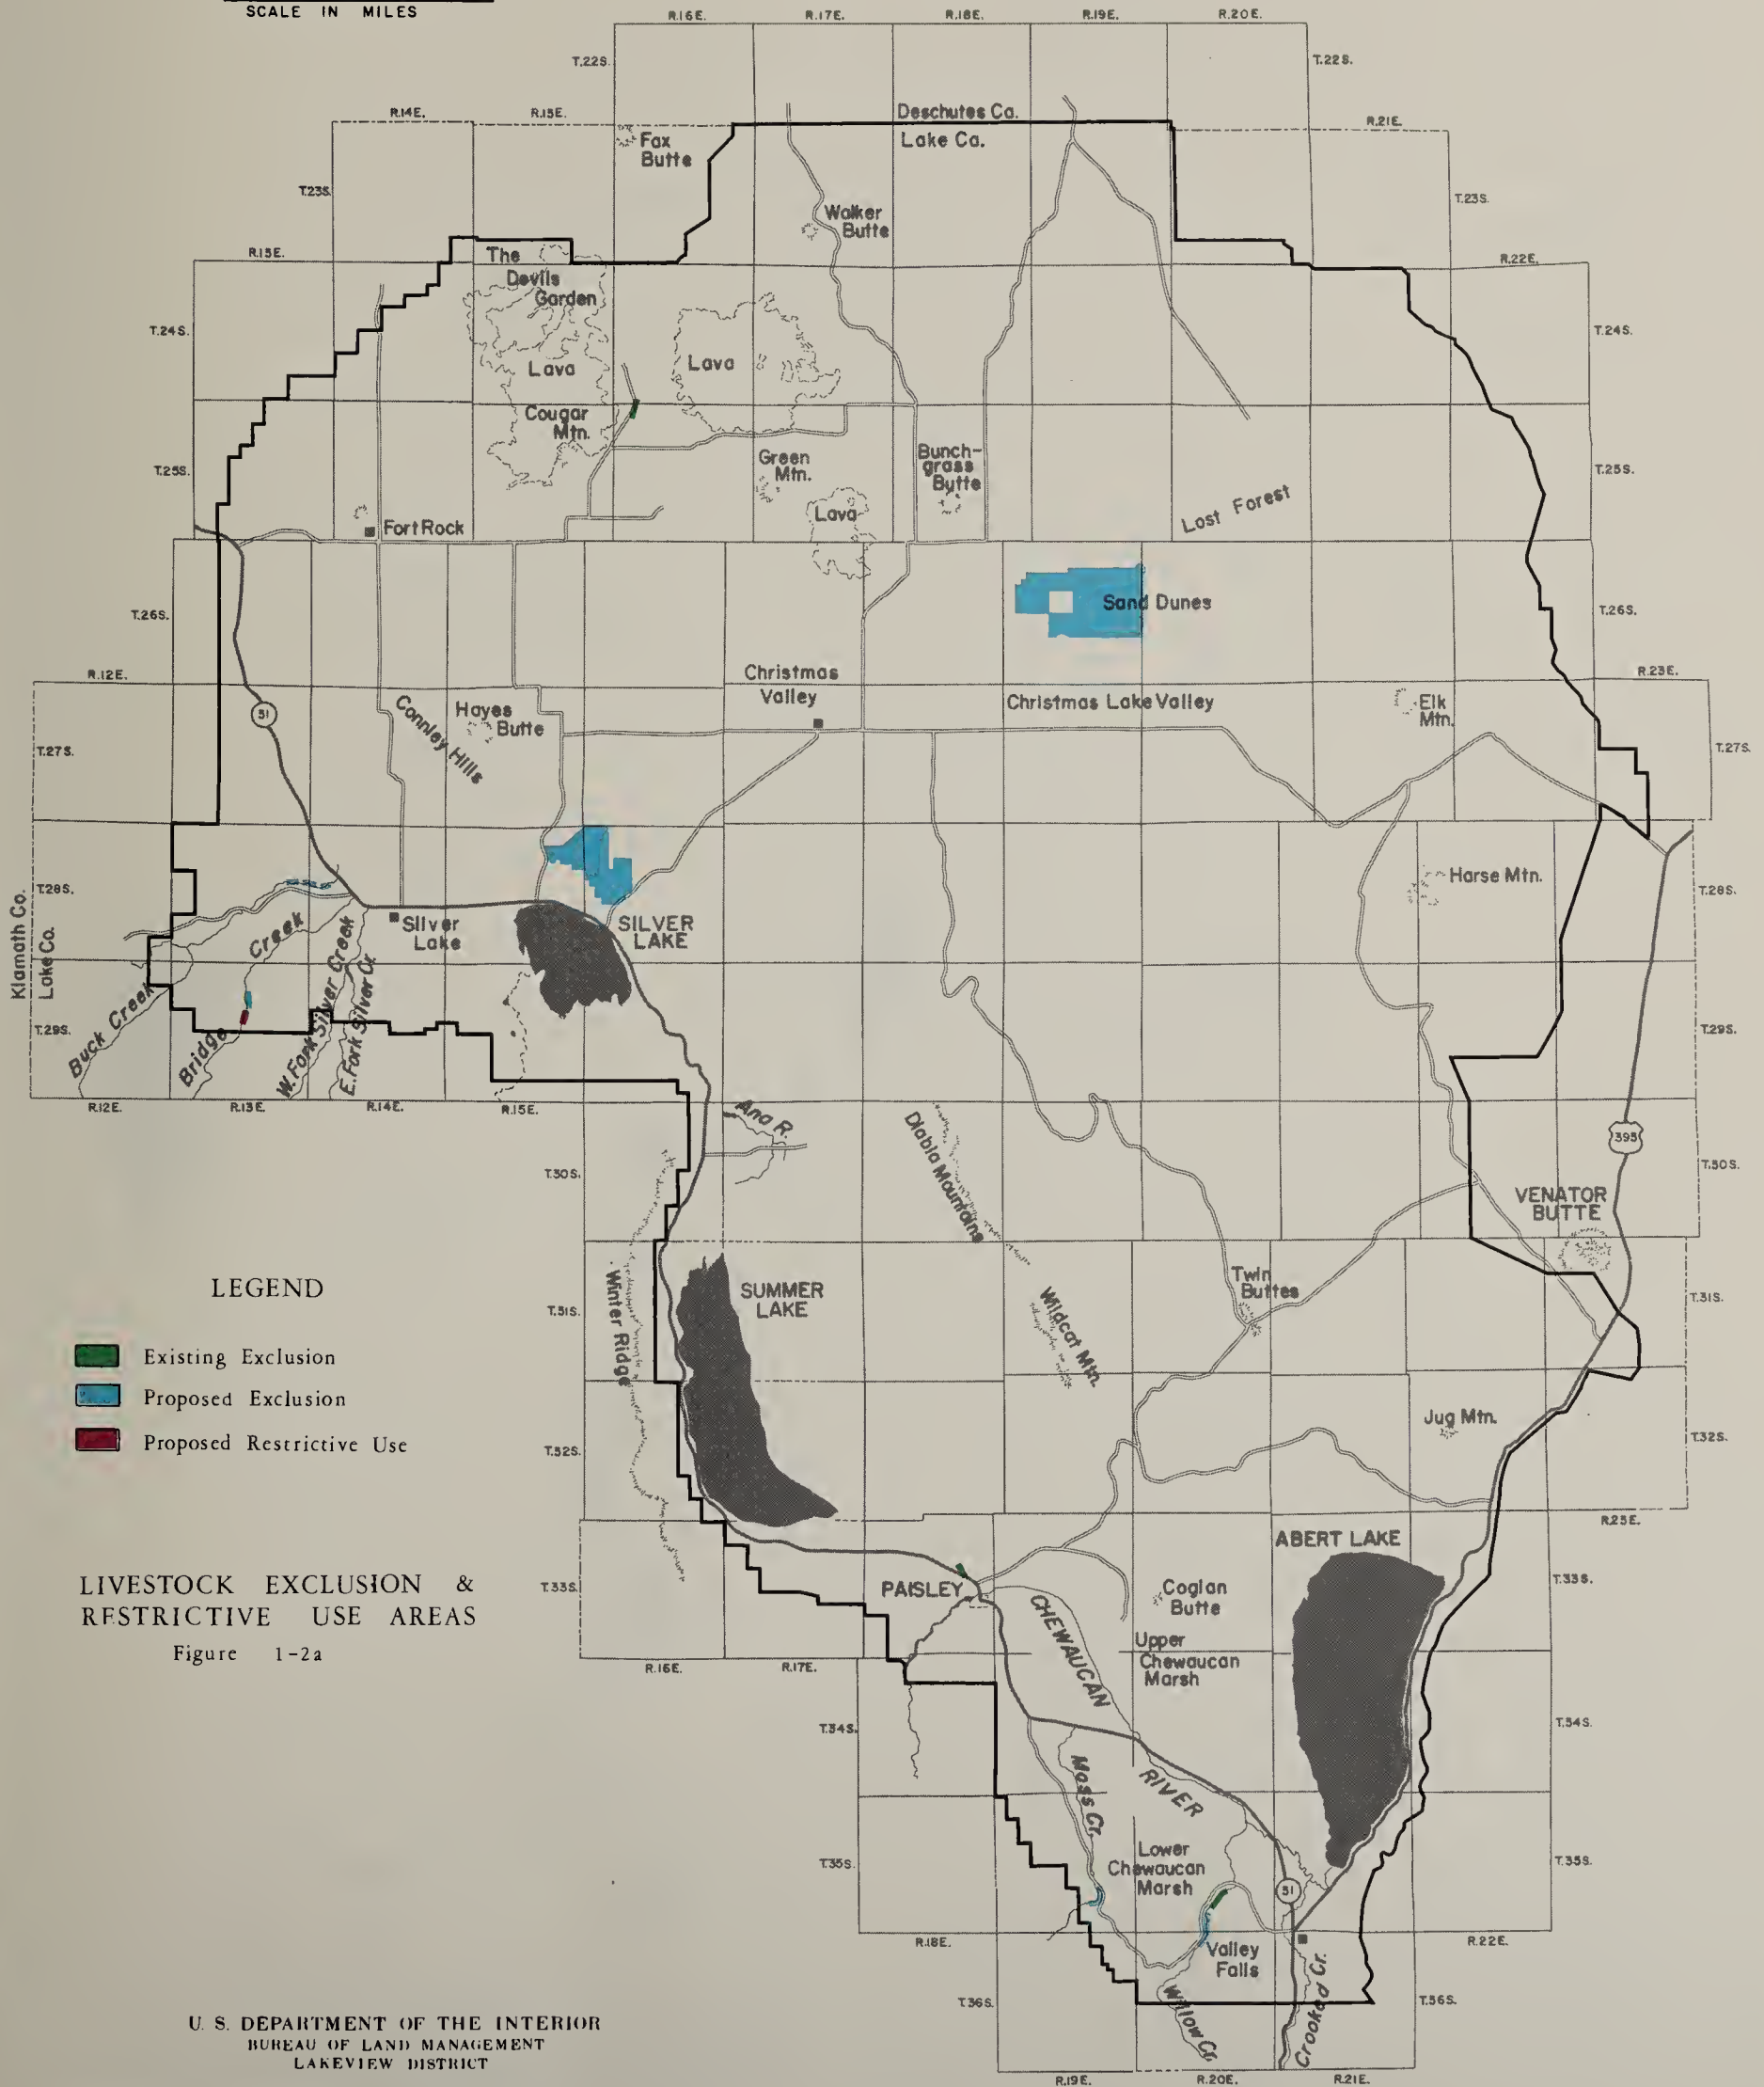 SCALE IN MILES
R.16E. R.17E. R.18E. R.19E. R.20E.
T.22S. T.22S.
R.14E. R.15E. Deschutes Co. R.21E.
Lake Co.
Fox
Butte
T.23S. T.23S.
Walker
Butte
R.13E. R.22E.
The
Devils
Garden
T.24S. T.24S.
Lava Lava
Cougar
Mtn.
T.25S. T.25S.
Green
Mtn.
Bunch-
grass
Butte
Lava
Lost Forest
Fort Rock
T.26S. T.26S.
Sand Dunes
R.12E. R.23E.
Christmas
Valley
Christmas Lake Valley
Elk
Mtn.
31
Connley Hills
Hayes
Butte
T.27S. T.27S.
Klamath Co.
Lake Co.
T.28S. T.28S.
Horse Mtn.
Silver
Lake
SILVER
LAKE
Buck Creek
Bridge Creek
W. Fork Silver Creek
E. Fork Silver Cr.
T.29S. T.29S.
R.12E. R.13E. R.14E. R.15E.
Ana R.
Diablo Mountains
395
T.30S. T.30S.
VENATOR
BUTTE
Winter Ridge
SUMMER
LAKE
Twin
Buttes
Wildcat Mtn.
T.31S. T.31S.
Jug Mtn.
T.32S. T.32S.
R.23E.
LEGEND
Existing Exclusion
Proposed Exclusion
Proposed Restrictive Use
LIVESTOCK EXCLUSION &
RESTRICTIVE USE AREAS
Figure 1-2a
ABERT LAKE
T.33S. T.33S.
PAISLEY
Coglan
Butte
CHEWAUCAN
RIVER
Upper
Chewaucan
Marsh
R.16E. R.17E.
T.34S. T.34S.
Moss Cr.
Lower
Chewaucan
Marsh
T.35S. T.35S.
31
R.18E. R.22E.
Valley
Falls
Willow Cr.
Crooked Cr.
T.36S. T.36S.
R.19E. R.20E. R.21E.
U. S. DEPARTMENT OF THE INTERIOR
BUREAU OF LAND MANAGEMENT
LAKEVIEW DISTRICT